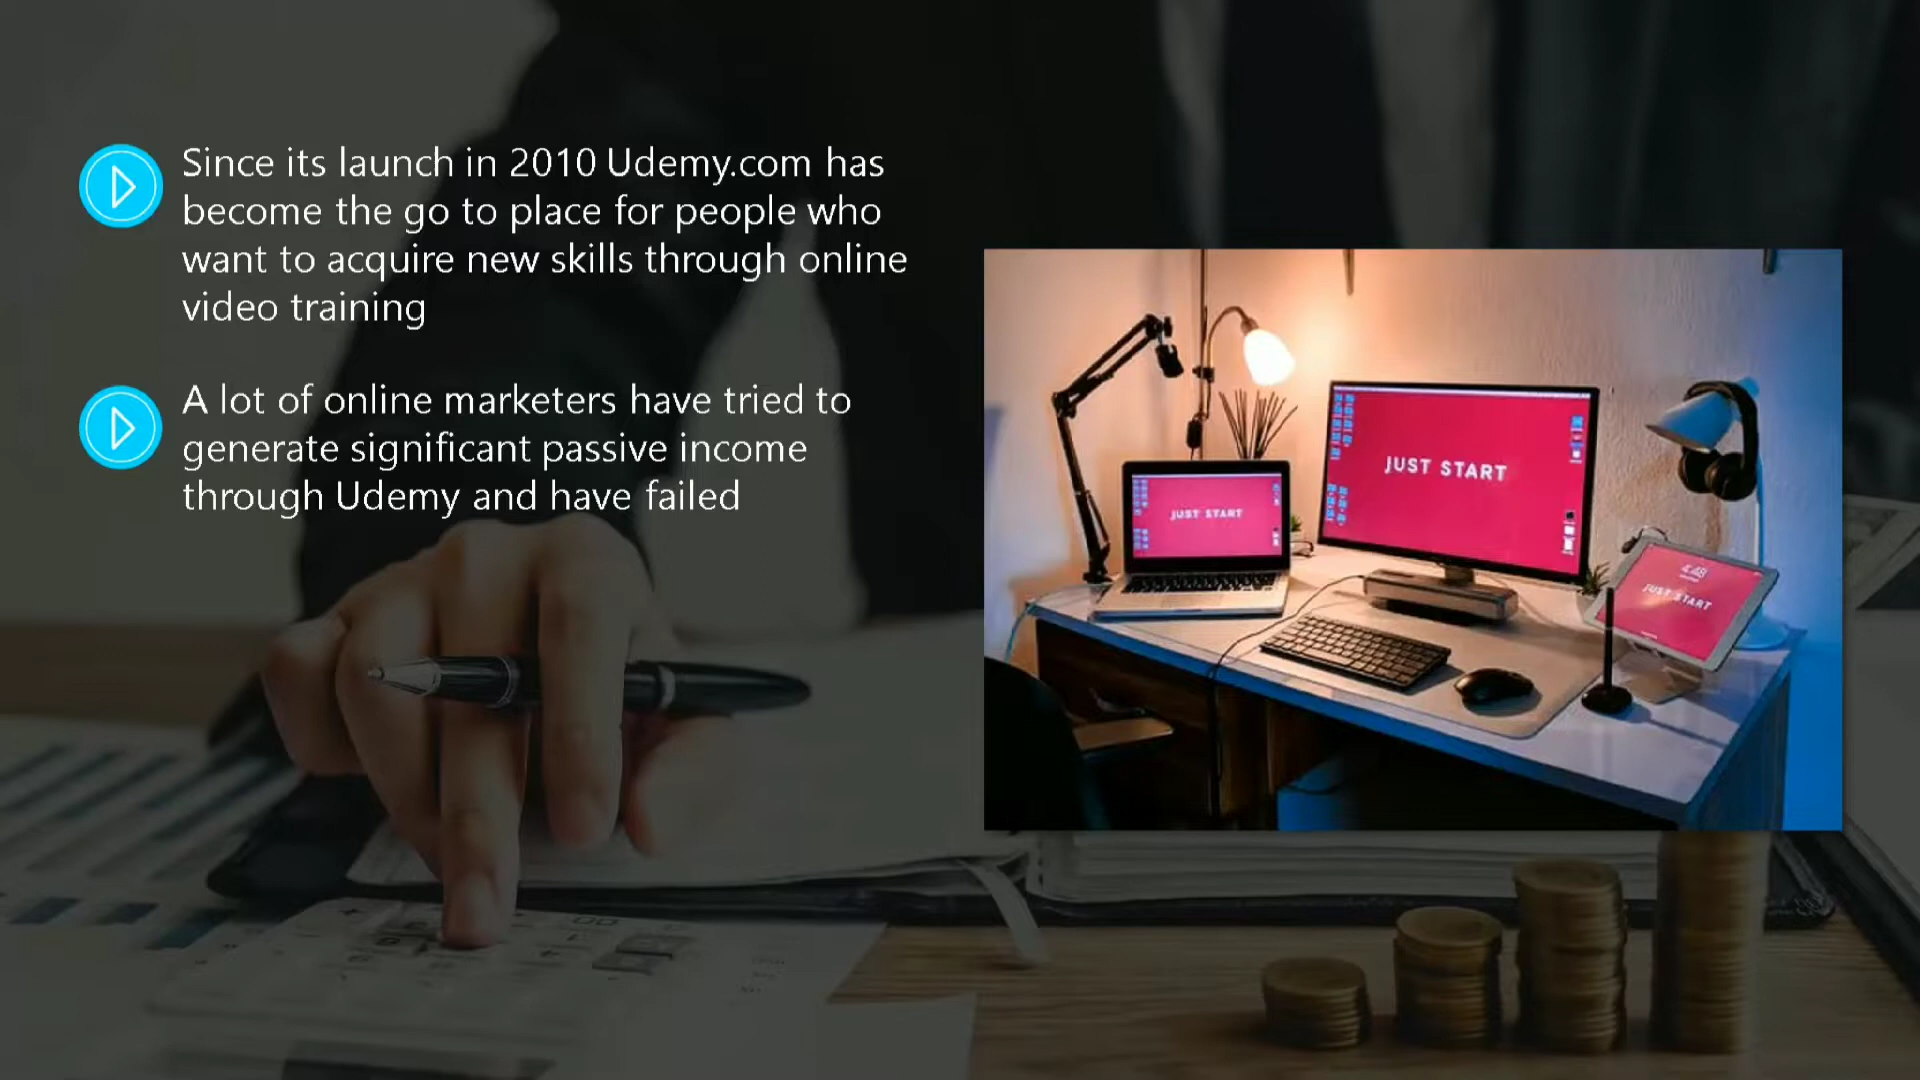 Since its launch in 2010 Udemy.com has
become the go to place for people who
want to acquire new skills through online
video training
A lot of online marketers have tried to
generate significant passive income
through Udemy and have failed
JUST START
JUST START
4:48
JUST START